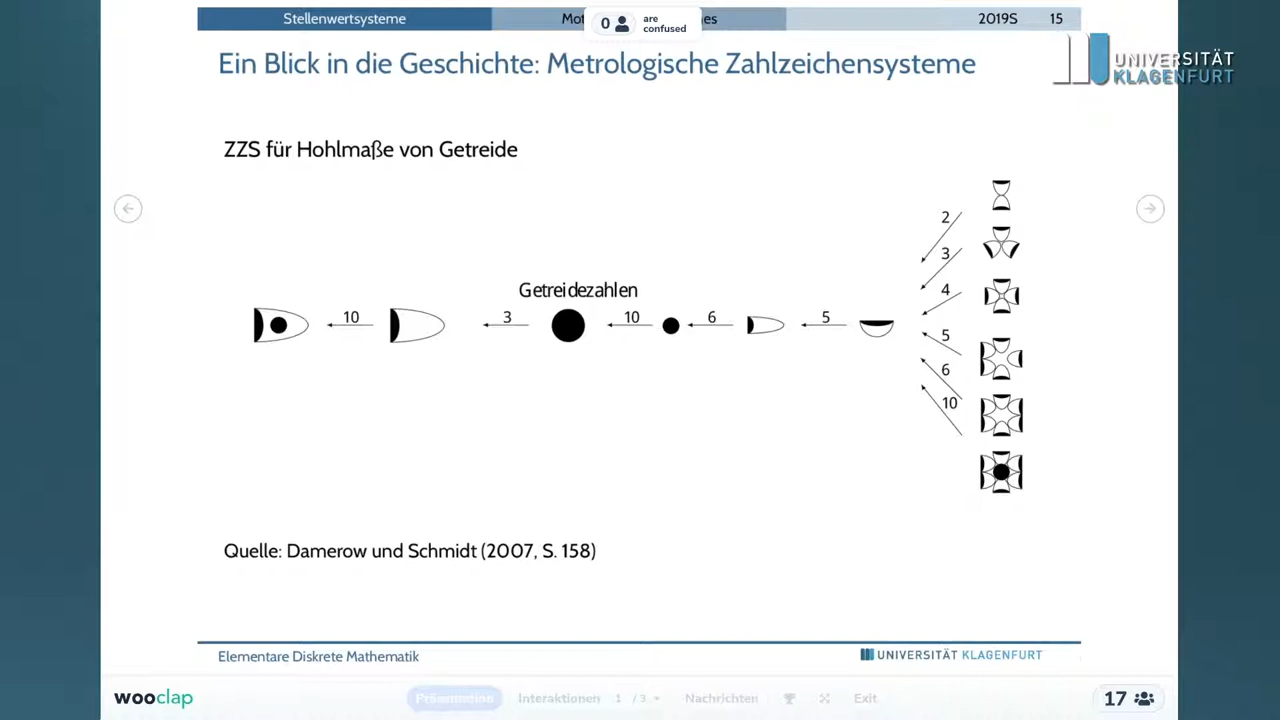 Stellenwertsysteme
2019S 15
0 are confused
Ein Blick in die Geschichte: Metrologische Zahlzeichensysteme
UNIVERSITÄT
KLAGENFURT
ZZS für Hohlmaße von Getreide
2
3
4
5
6
10
Getreidezahlen
10 3 10 6 5
Quelle: Damerow und Schmidt (2007, S. 158)
Elementare Diskrete Mathematik
UNIVERSITÄT KLAGENFURT
wooclap
Präsentation Interaktionen 1 / 3 Nachrichten Exit
17